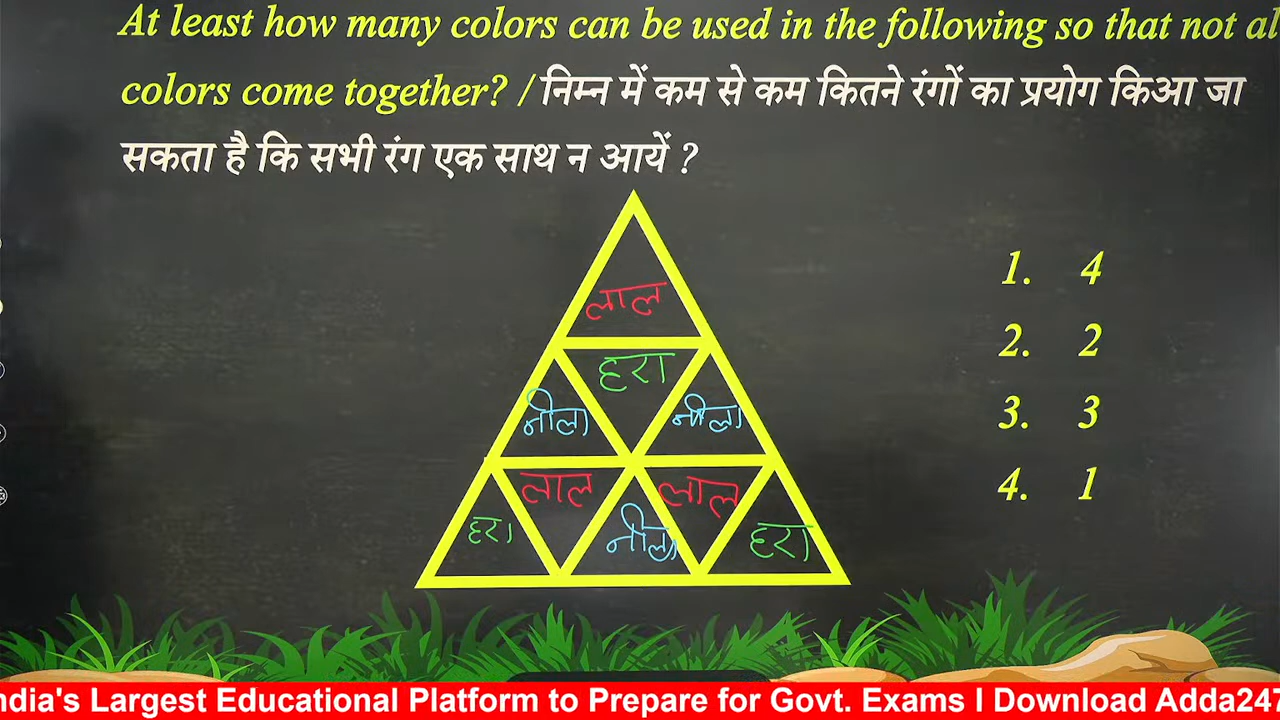 At least how many colors can be used in the following so that not al
colors come together? / निम्न में कम से कम कितने रंगों का प्रयोग किआ जा
सकता है कि सभी रंग एक साथ न आयें ?
लाल
हरा
नीला नीला
लाल लाल
हरा नीला हरा
1. 4
2. 2
3. 3
4. 1
ndia's Largest Educational Platform to Prepare for Govt. Exams I Download Adda247